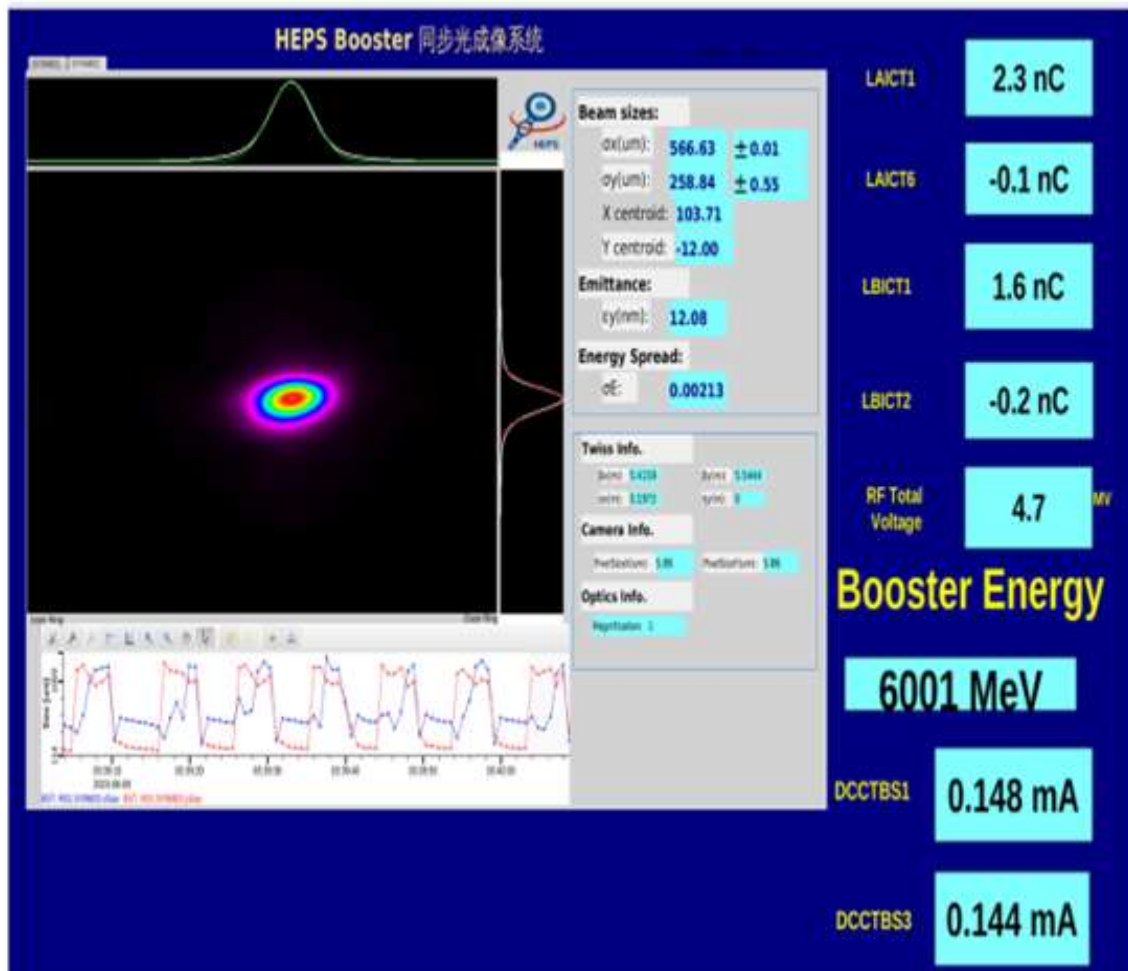 HEPS Booster 同步光成像系统
HEPS
Beam sizes:
σx(um): 566.63 ±0.01
σy(um): 258.84 ±0.55
X centroid: 103.71
Y centroid: -12.00
Emittance:
εy(nm): 12.08
Energy Spread:
σE: 0.00213
Twiss Info.
Camera Info.
Optics Info.
Magnification: 1
LAICT1 2.3 nC
LAICT6 -0.1 nC
LBICT1 1.6 nC
LBICT2 -0.2 nC
RF Total
Voltage 4.7 MV
Booster Energy
6001 MeV
DCCTBS1 0.148 mA
DCCTBS3 0.144 mA